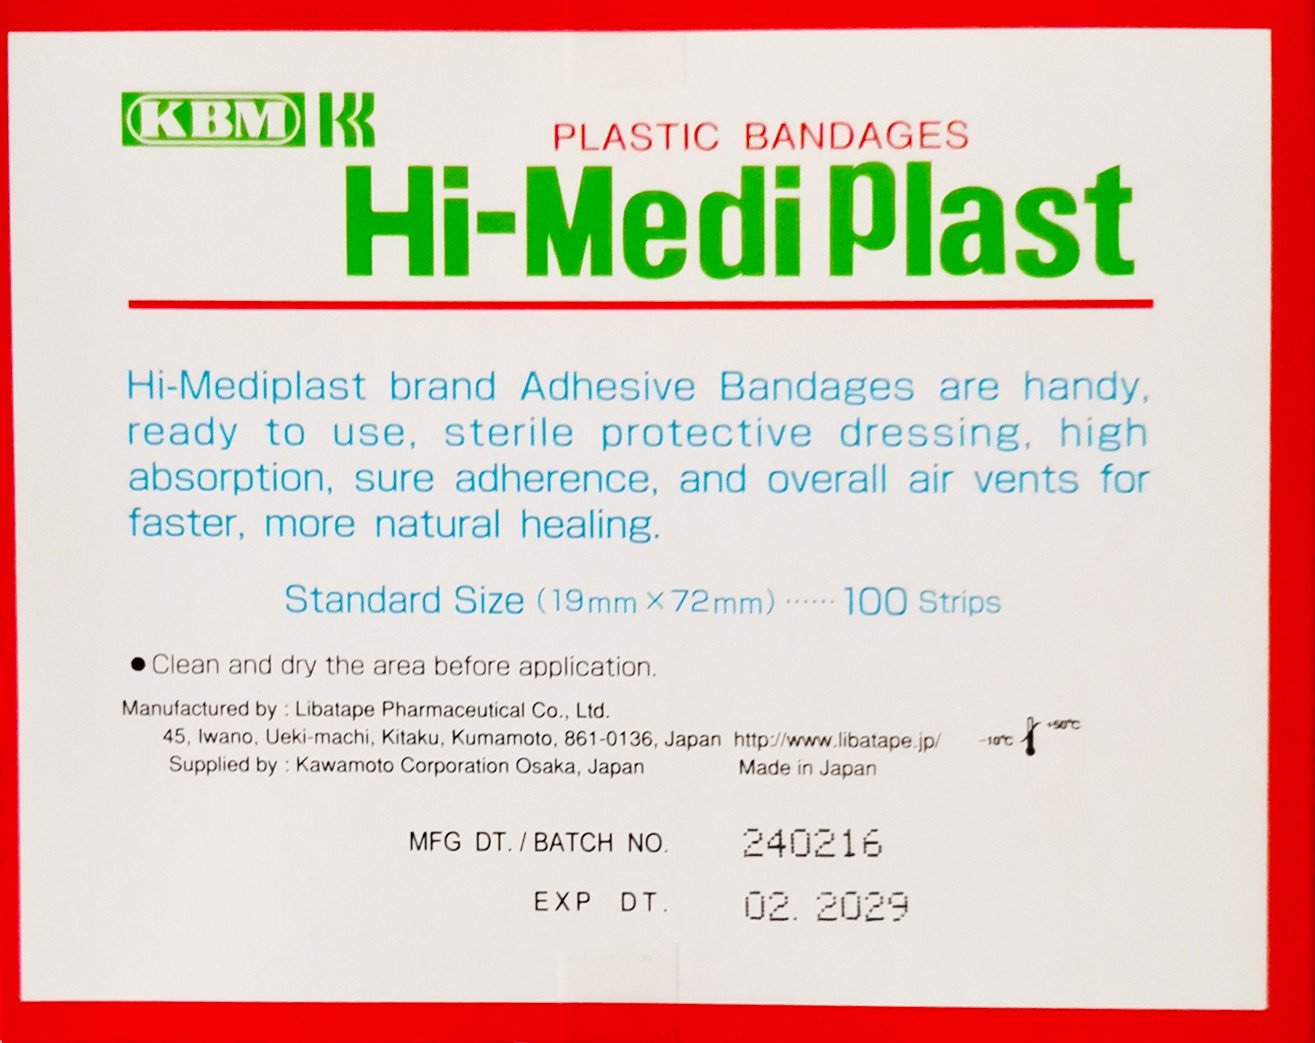 KBM
PLASTIC BANDAGES
Hi-Medi Plast
Hi-Mediplast brand Adhesive Bandages are handy,
ready to use, sterile protective dressing, high
absorption, sure adherence, and overall air vents for
faster, more natural healing.
Standard Size (19mm×72mm)······100 Strips
●Clean and dry the area before application.
Manufactured by : Libatape Pharmaceutical Co., Ltd.
45, Iwano, Ueki-machi, Kitaku, Kumamoto, 861-0136, Japan http://www.libatape.jp/ -10℃ +50℃
Supplied by : Kawamoto Corporation Osaka, Japan Made in Japan
MFG DT. / BATCH NO. 240216
EXP DT. 02. 2029